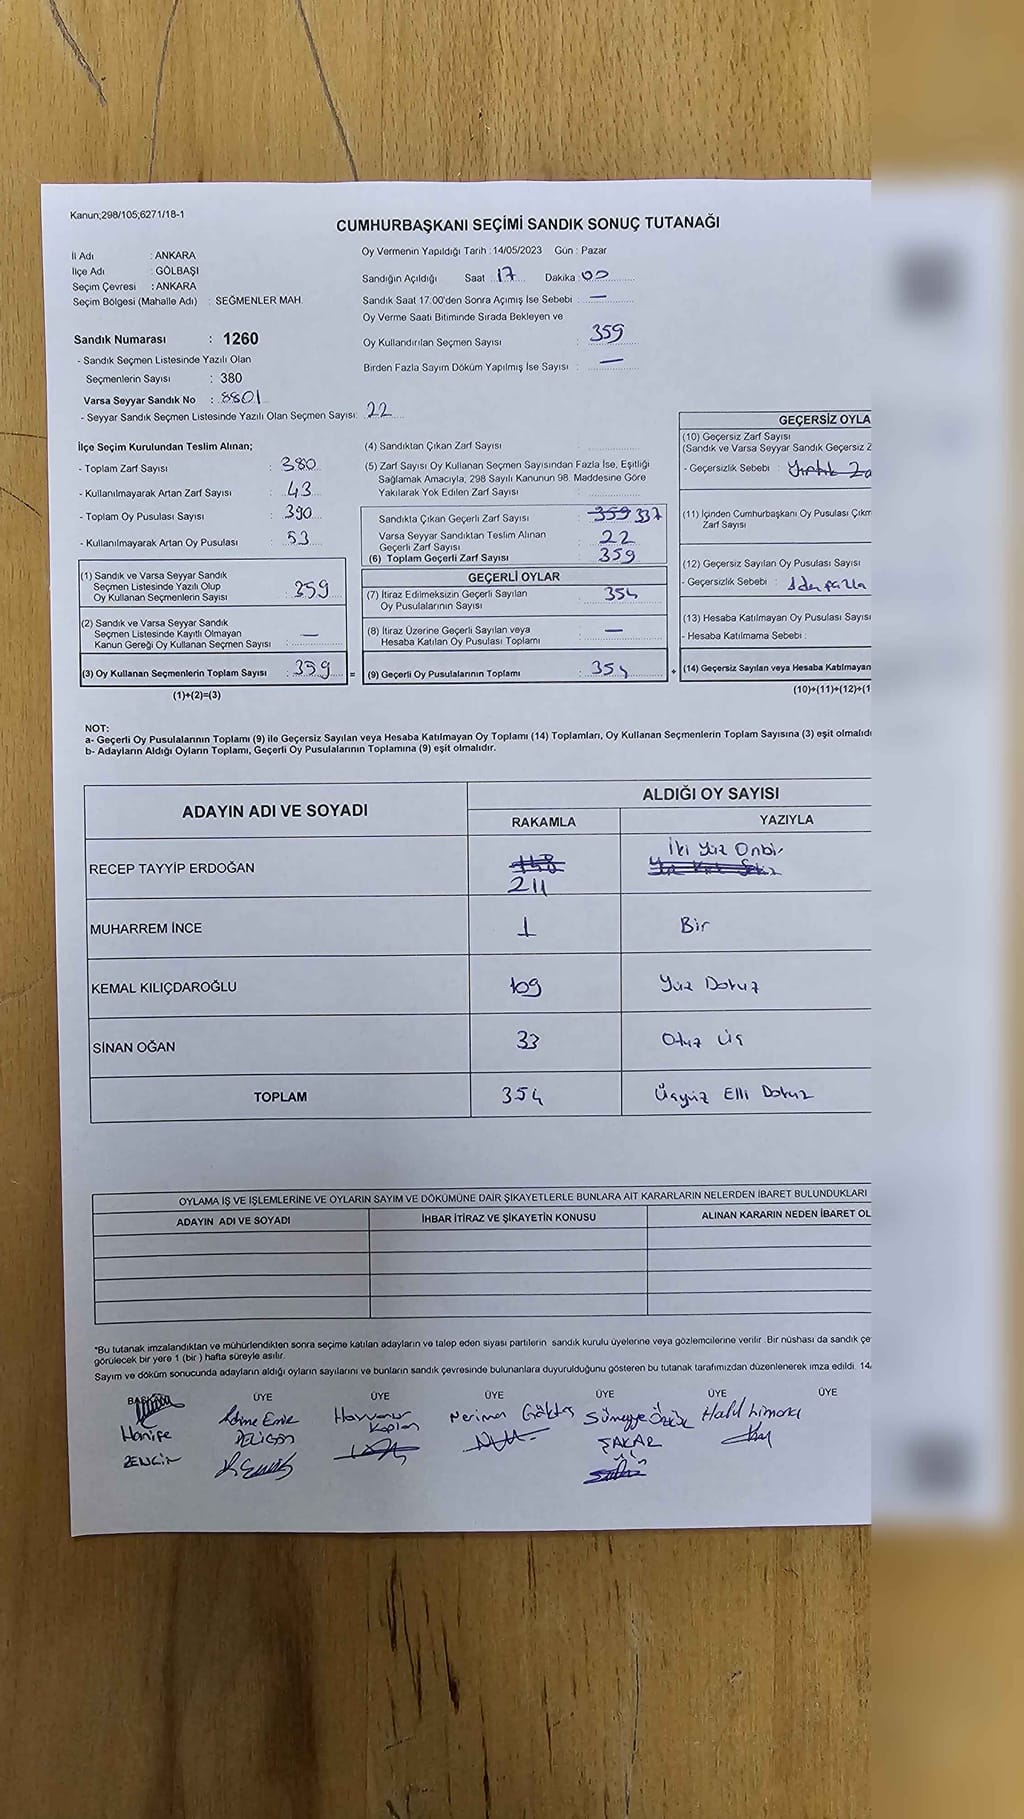 Kanun;298/105;6271/18-1
CUMHURBAŞKANI SEÇİMİ SANDIK SONUÇ TUTANAĞI
İl Adı : ANKARA
İlçe Adı : GÖLBAŞI
Seçim Çevresi : ANKARA
Seçim Bölgesi (Mahalle Adı) : SEĞMENLER MAH.
Oy Vermenin Yapıldığı Tarih : 14/05/2023 Gün : Pazar
Sandığın Açıldığı Saat : 17 Dakika : 00
Sandık Saat 17.00'den Sonra Açımış İse Sebebi : —
Oy Verme Saati Bitiminde Sırada Bekleyen ve
Oy Kullandırılan Seçmen Sayısı : 359
Birden Fazla Sayım Döküm Yapılmış İse Sayısı : —
Sandık Numarası : 1260
- Sandık Seçmen Listesinde Yazılı Olan
Seçmenlerin Sayısı : 380
Varsa Seyyar Sandık No : 8801
- Seyyar Sandık Seçmen Listesinde Yazılı Olan Seçmen Sayısı: 22
İlçe Seçim Kurulundan Teslim Alınan;
- Toplam Zarf Sayısı : 380
- Kullanılmayarak Artan Zarf Sayısı : 43
- Toplam Oy Pusulası Sayısı : 390
- Kullanılmayarak Artan Oy Pusulası : 53
(1) Sandık ve Varsa Seyyar Sandık
Seçmen Listesinde Yazılı Olup
Oy Kullanan Seçmenlerin Sayısı : 359
(2) Sandık ve Varsa Seyyar Sandık
Seçmen Listesinde Kayıtlı Olmayan
Kanun Gereği Oy Kullanan Seçmen Sayısı : —
(3) Oy Kullanan Seçmenlerin Toplam Sayısı : 359 =
(1)+(2)=(3)
(4) Sandıktan Çıkan Zarf Sayısı :
(5) Zarf Sayısı Oy Kullanan Seçmen Sayısından Fazla İse, Eşitliği
Sağlamak Amacıyla, 298 Sayılı Kanunun 98. Maddesine Göre
Yakılarak Yok Edilen Zarf Sayısı :
Sandıkta Çıkan Geçerli Zarf Sayısı : 359 337
Varsa Seyyar Sandıktan Teslim Alınan
Geçerli Zarf Sayısı : 22
(6) Toplam Geçerli Zarf Sayısı : 359
GEÇERLİ OYLAR
(7) İtiraz Edilmeksizin Geçerli Sayılan
Oy Pusulalarının Sayısı : 354
(8) İtiraz Üzerine Geçerli Sayılan veya
Hesaba Katılan Oy Pusulası Toplamı : —
(9) Geçerli Oy Pusulalarının Toplamı : 354 +
GEÇERSİZ OYLA
(10) Geçersiz Zarf Sayısı
(Sandık ve Varsa Seyyar Sandık Geçersiz Z
- Geçersizlik Sebebi : Yırtık Za
(11) İçinden Cumhurbaşkanı Oy Pusulası Çıkm
Zarf Sayısı
(12) Geçersiz Sayılan Oy Pusulası Sayısı
- Geçersizlik Sebebi : 1den fazla
(13) Hesaba Katılmayan Oy Pusulası Sayısı
- Hesaba Katılmama Sebebi :
(14) Geçersiz Sayılan veya Hesaba Katılmayan
(10)+(11)+(12)+(1
NOT:
a- Geçerli Oy Pusulalarının Toplamı (9) ile Geçersiz Sayılan veya Hesaba Katılmayan Oy Toplamı (14) Toplamları, Oy Kullanan Seçmenlerin Toplam Sayısına (3) eşit olmalıdı
b- Adayların Aldığı Oyların Toplamı, Geçerli Oy Pusulalarının Toplamına (9) eşit olmalıdır.
ADAYIN ADI VE SOYADI ALDIĞI OY SAYISI
RAKAMLA YAZIYLA
RECEP TAYYİP ERDOĞAN 211 İki Yüz Onbir
MUHARREM İNCE 1 Bir
KEMAL KILIÇDAROĞLU 109 Yüz Dokuz
SİNAN OĞAN 33 Otuz Üç
TOPLAM 354 Üçyüz Elli Dokuz
OYLAMA İŞ VE İŞLEMLERİNE VE OYLARIN SAYIM VE DÖKÜMÜNE DAİR ŞİKAYETLERLE BUNLARA AİT KARARLARIN NELERDEN İBARET BULUNDUKLARI
ADAYIN ADI VE SOYADI İHBAR İTİRAZ VE ŞİKAYETİN KONUSU ALINAN KARARIN NEDEN İBARET OL
*Bu tutanak imzalandıktan ve mühürlendikten sonra seçime katılan adayların ve talep eden siyasi partilerin sandık kurulu üyelerine veya gözlemcilerine verilir. Bir nüshası da sandık çe
görülecek bir yere 1 (bir) hafta süreyle asılır.
Sayım ve döküm sonucunda adayların aldığı oyların sayılarını ve bunların sandık çevresinde bulunanlara duyurulduğunu gösteren bu tutanak tarafımızdan düzenlenerek imza edildi. 14/
BAŞKAN ÜYE ÜYE ÜYE ÜYE ÜYE ÜYE
Hanife Emre Havvanur Nerimen Göktaş Sümeyye Özük Halil
ZENGİN PELİGON Kaplan ŞAKAR